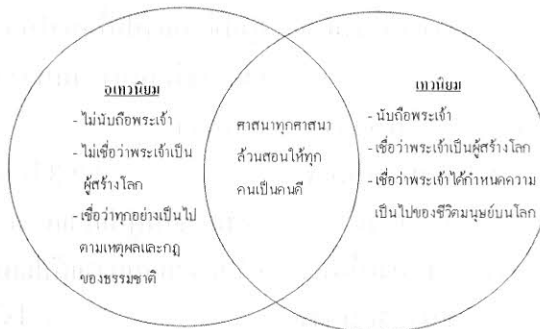 อเทวนิยม
- ไม่นับถือพระเจ้า
- ไม่เชื่อว่าพระเจ้าเป็น
ผู้สร้างโลก
- เชื่อว่าทุกอย่างเป็นไป
ตามเหตุผลและกฎ
ของธรรมชาติ
ศาสนาทุกศาสนา
ล้วนสอนให้ทุก
คนเป็นคนดี
เทวนิยม
- นับถือพระเจ้า
- เชื่อว่าพระเจ้าเป็นผู้สร้างโลก
- เชื่อว่าพระเจ้าได้กำหนดความ
เป็นไปของชีวิตมนุษย์บนโลก